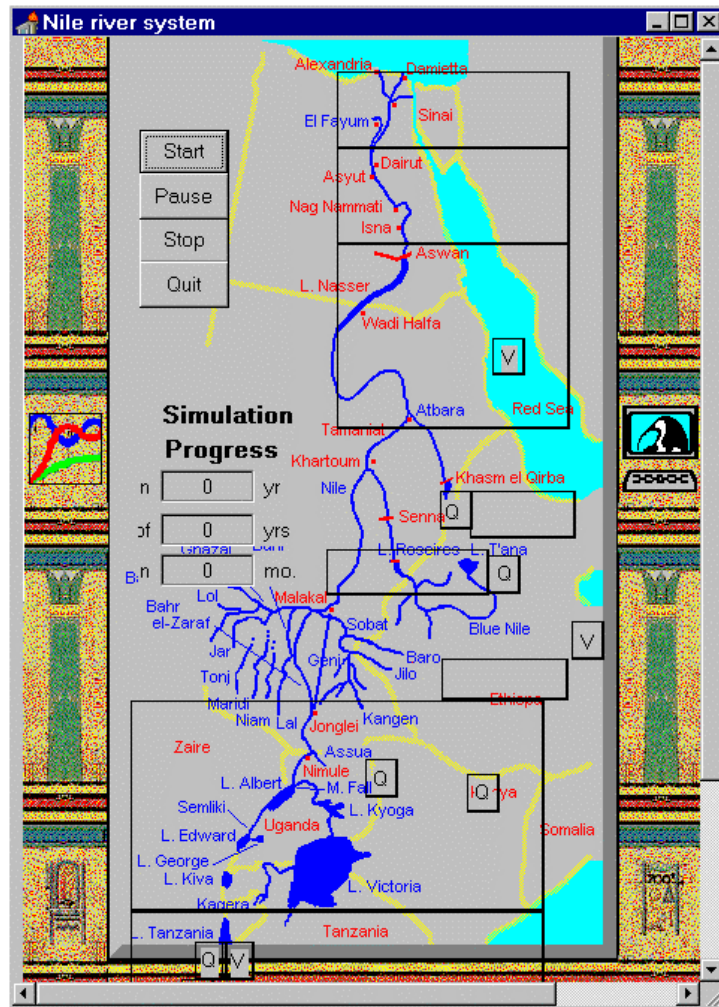 Nile river system
Alexandria
Damietta
Sinai
El Fayum
Start
Dairut
Asyut
Pause
Nag Nammati
Isna
Stop
Aswan
Quit
L. Nasser
Wadi Halfa
V
Simulation
Progress
Atbara
Red Sea
Tamaniat
Khartoum
Khasm el Qirba
n 0 yr
Nile
Q
Senna
of 0 yrs
L. Roseires
L. T'ana
n 0 mo.
Q
Lol
Malakal
Bahr
el-Zaraf
Sobat
Blue Nile
V
Jar
Genj
Baro
Jilo
Tonj
Maridi
Niam
Lal
Kangen
Jonglei
Zaire
Assua
Nimule
L. Albert
M. Fall
Q
Q
Semliki
L. Kyoga
Uganda
L. Edward
Somalia
L. George
L. Kiva
L. Victoria
Kagera
L. Tanzania
Tanzania
Q
V